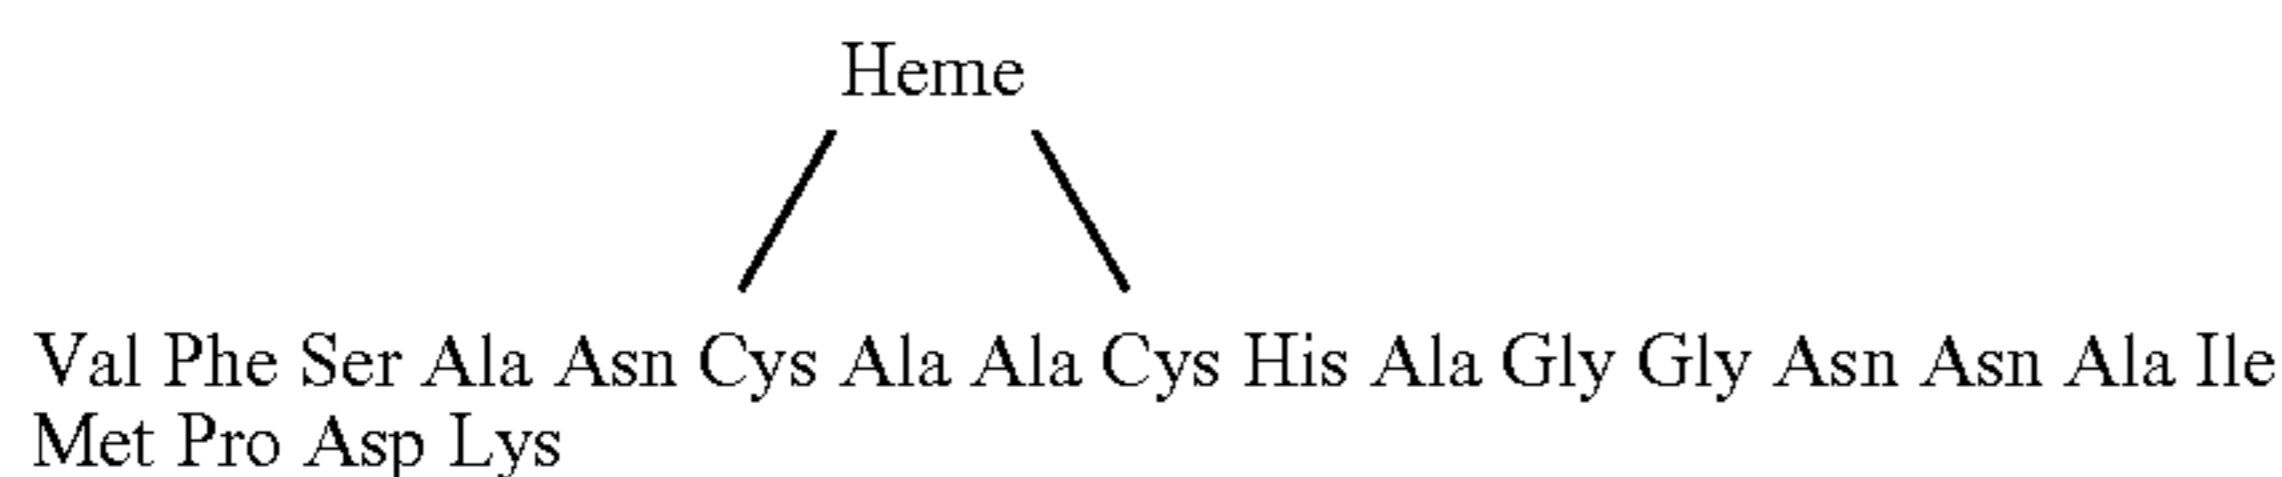 Heme
Val Phe Ser Ala Asn Cys Ala Ala Cys His Ala Gly Gly Asn Asn Ala Ile
Met Pro Asp Lys